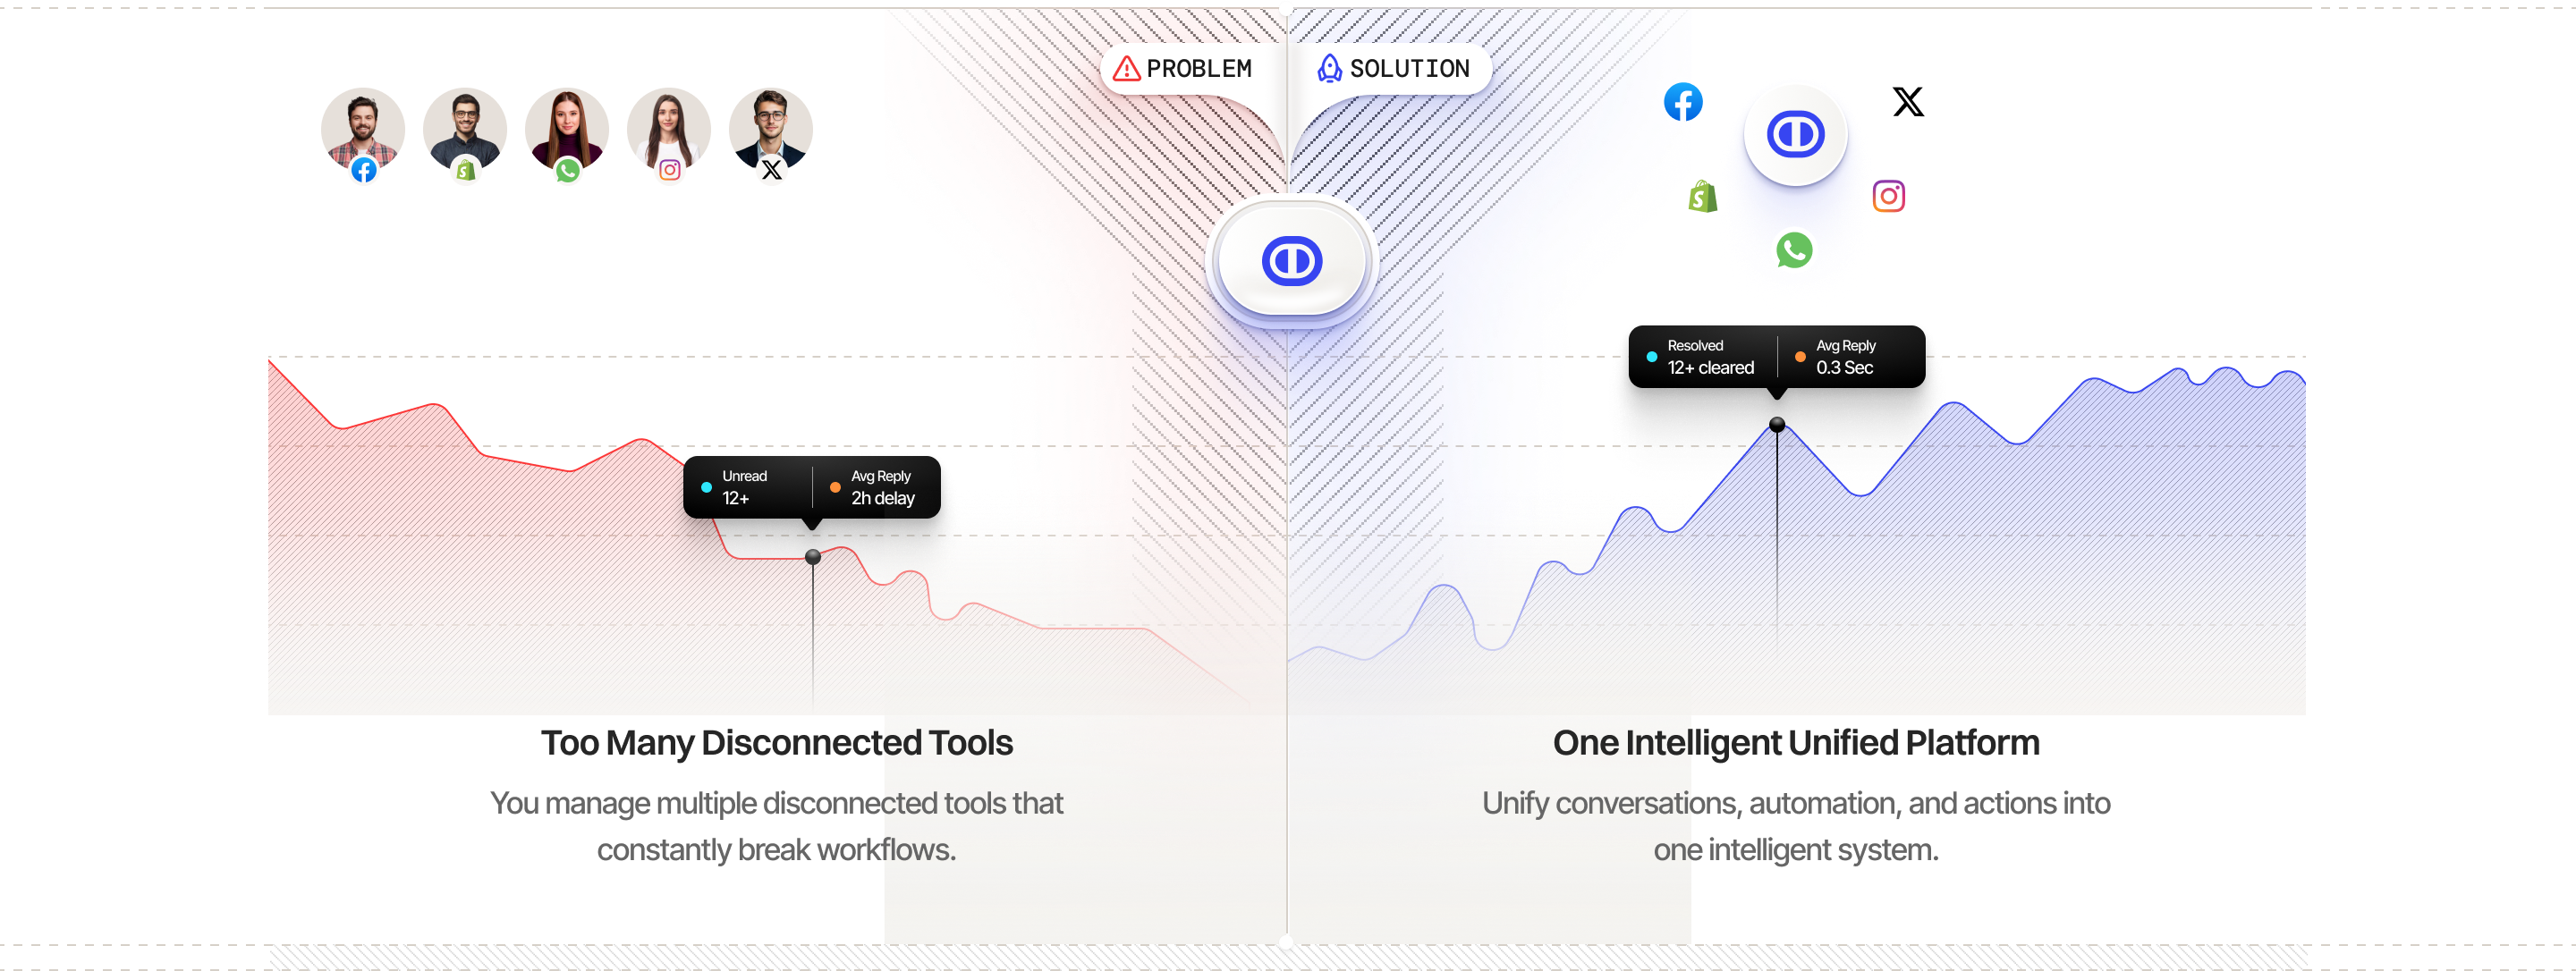 PROBLEM
SOLUTION
Resolved
12+ cleared
Avg Reply
0.3 Sec
Unread
12+
Avg Reply
2h delay
Too Many Disconnected Tools
You manage multiple disconnected tools that
constantly break workflows.
One Intelligent Unified Platform
Unify conversations, automation, and actions into
one intelligent system.